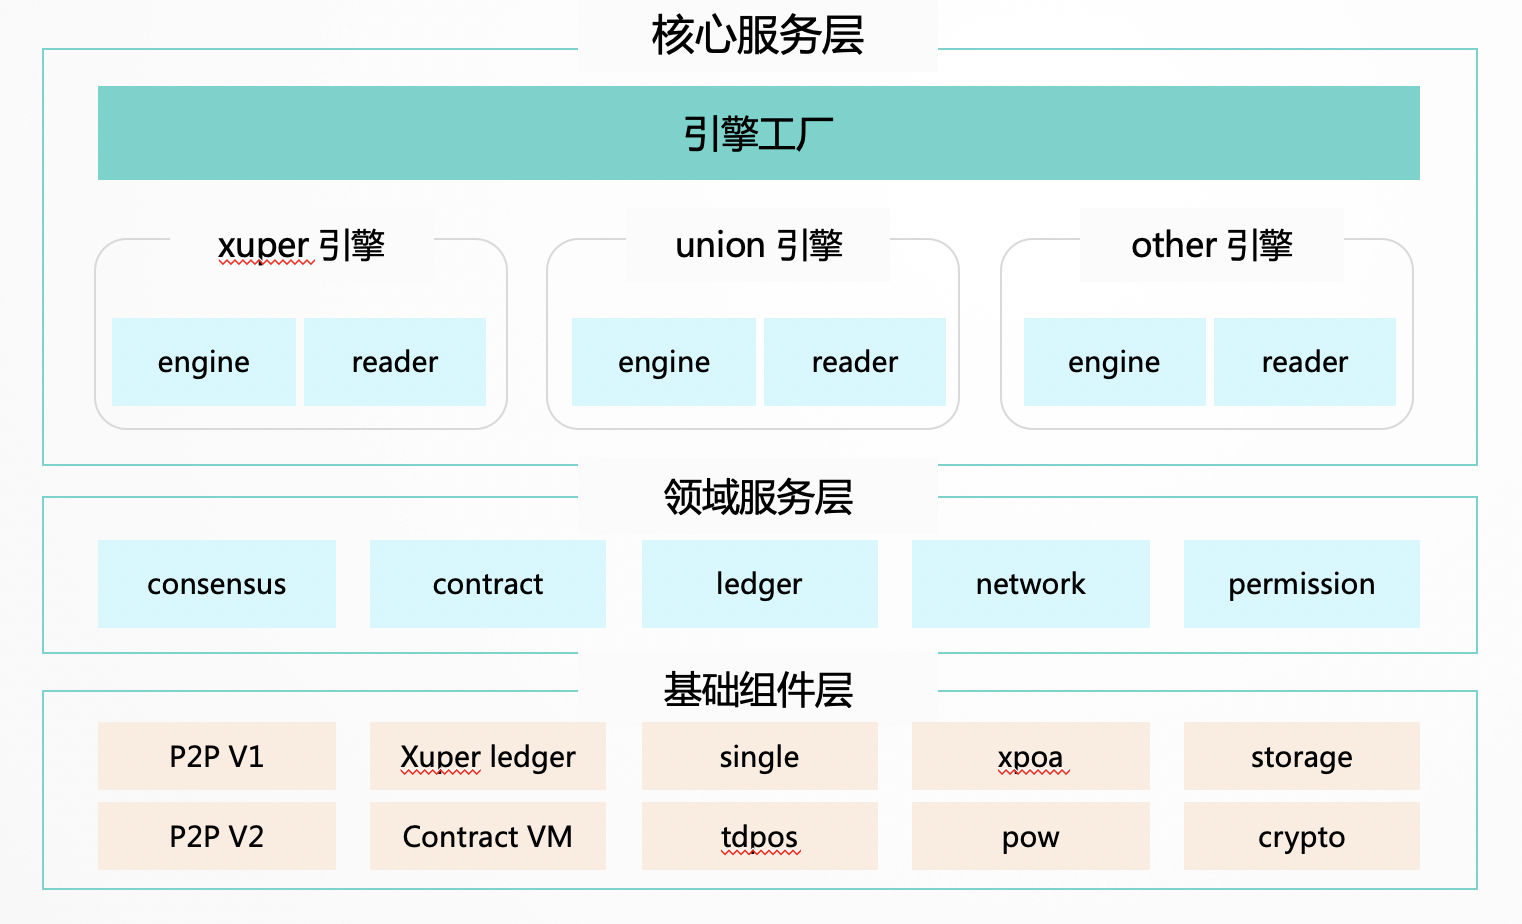 核心服务层
引擎工厂
xuper 引擎
union 引擎
other 引擎
engine
reader
engine
reader
engine
reader
领域服务层
consensus
contract
ledger
network
permission
基础组件层
P2P V1
Xuper ledger
single
xpoa
storage
P2P V2
Contract VM
tdpos
pow
crypto